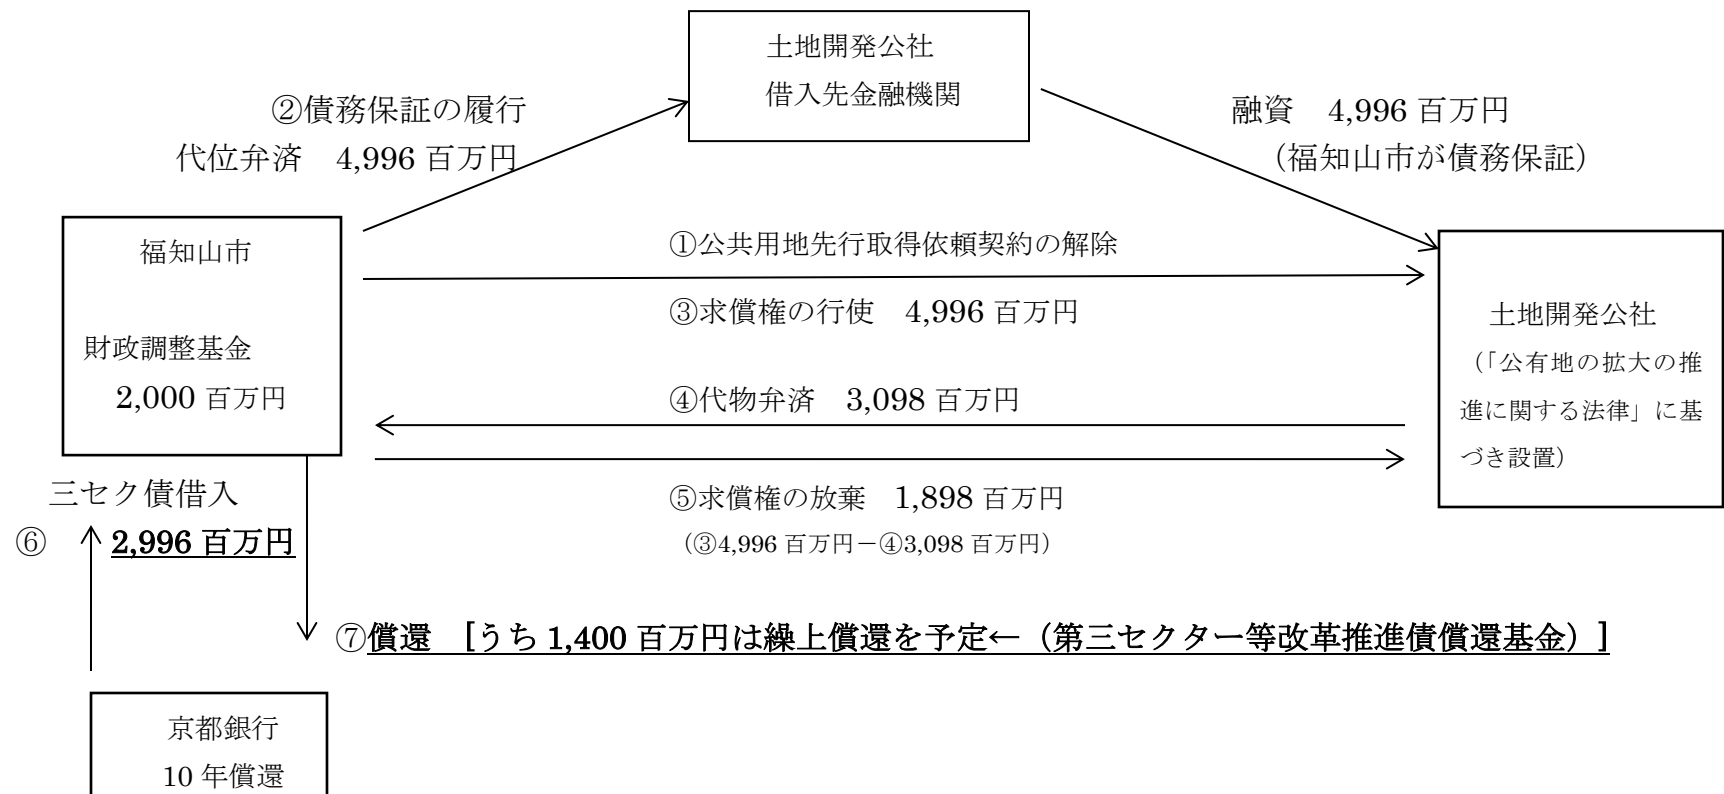 土地開発公社
借入先金融機関
②債務保証の履行
代位弁済　4,996 百万円
融資　4,996 百万円
（福知山市が債務保証）
福知山市
財政調整基金
2,000 百万円
①公共用地先行取得依頼契約の解除
③求償権の行使　4,996 百万円
④代物弁済　3,098 百万円
⑤求償権の放棄　1,898 百万円
（③4,996 百万円－④3,098 百万円）
土地開発公社
（「公有地の拡大の推
進に関する法律」に基
づき設置）
三セク債借入
⑥　2,996 百万円
⑦償還　[うち 1,400 百万円は繰上償還を予定←（第三セクター等改革推進債償還基金）]
京都銀行
10 年償還